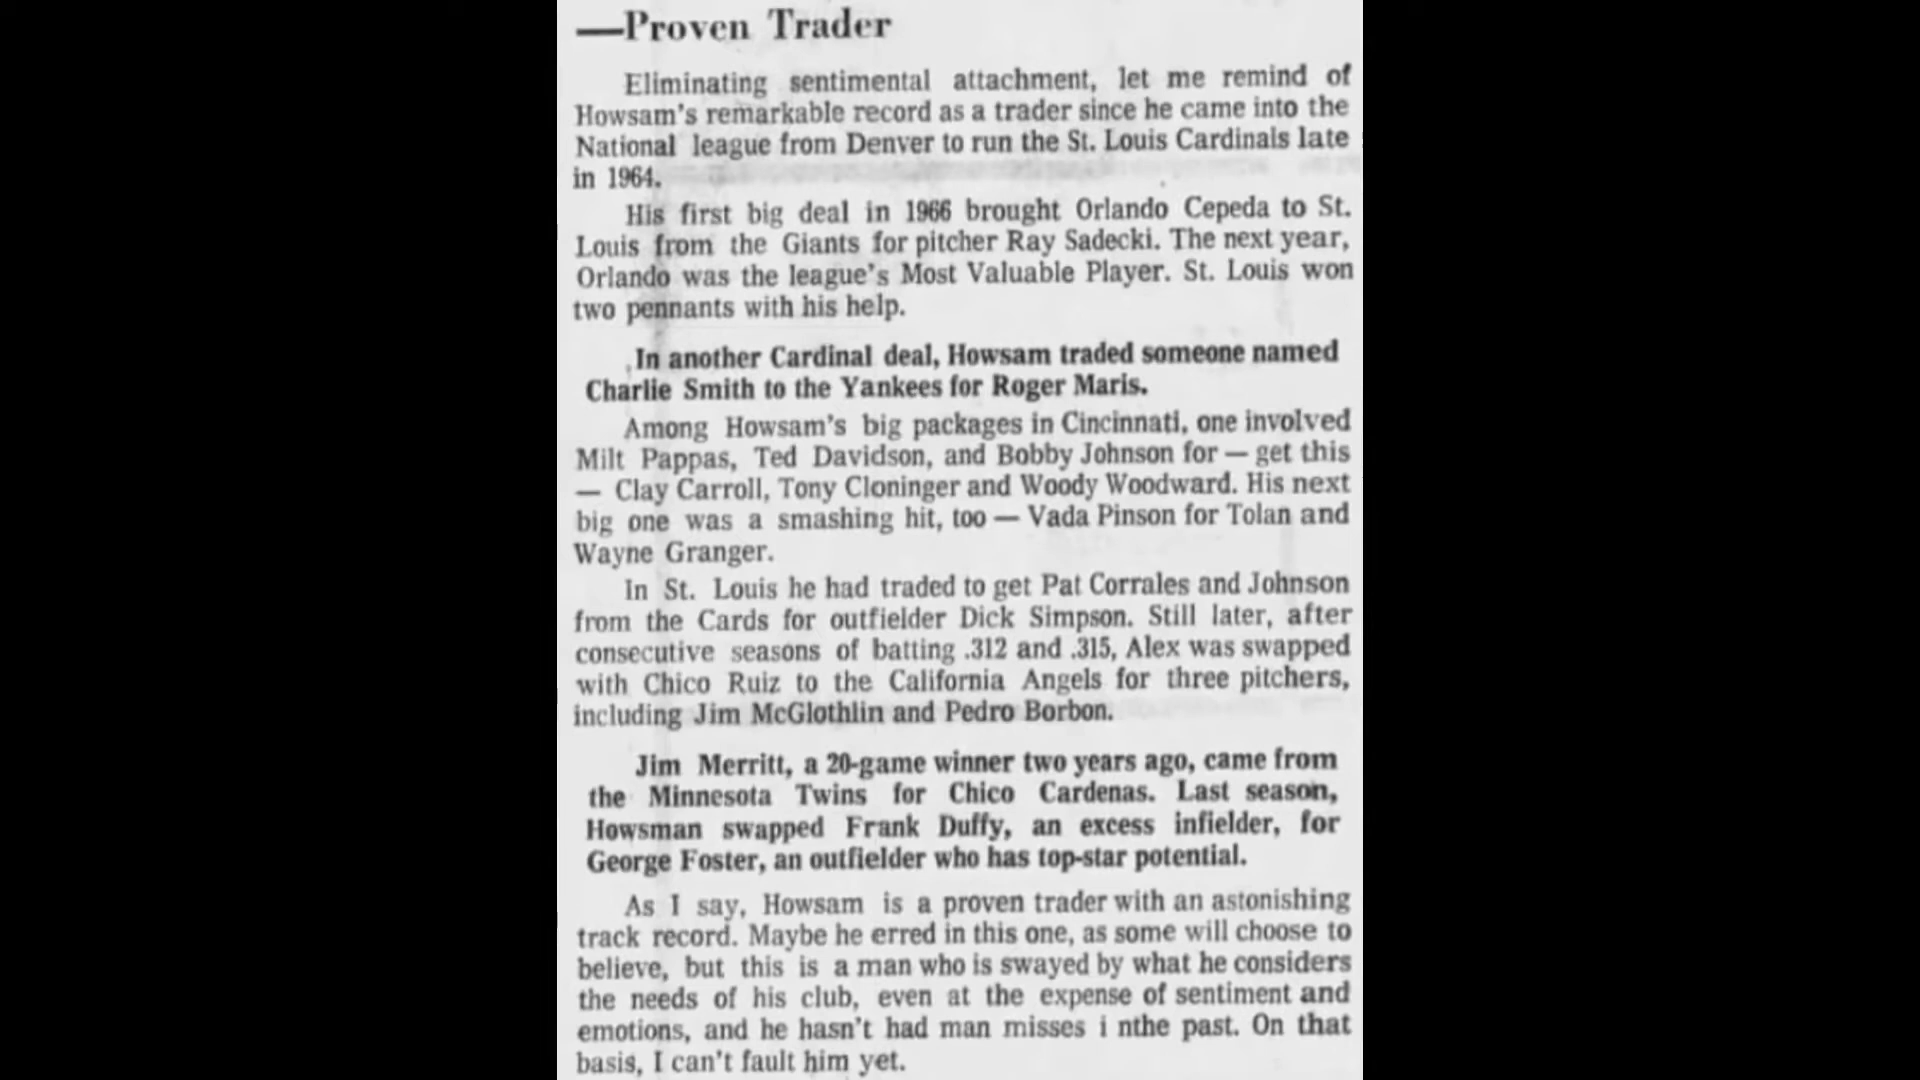 —Proven Trader
Eliminating sentimental attachment, let me remind of
Howsam's remarkable record as a trader since he came into the
National league from Denver to run the St. Louis Cardinals late
in 1964.
His first big deal in 1966 brought Orlando Cepeda to St.
Louis from the Giants for pitcher Ray Sadecki. The next year,
Orlando was the league's Most Valuable Player. St. Louis won
two pennants with his help.
In another Cardinal deal, Howsam traded someone named
Charlie Smith to the Yankees for Roger Maris.
Among Howsam's big packages in Cincinnati, one involved
Milt Pappas, Ted Davidson, and Bobby Johnson for — get this
— Clay Carroll, Tony Cloninger and Woody Woodward. His next
big one was a smashing hit, too — Vada Pinson for Tolan and
Wayne Granger.
In St. Louis he had traded to get Pat Corrales and Johnson
from the Cards for outfielder Dick Simpson. Still later, after
consecutive seasons of batting .312 and .315, Alex was swapped
with Chico Ruiz to the California Angels for three pitchers,
including Jim McGlothlin and Pedro Borbon.
Jim Merritt, a 20-game winner two years ago, came from
the Minnesota Twins for Chico Cardenas. Last season,
Howsman swapped Frank Duffy, an excess infielder, for
George Foster, an outfielder who has top-star potential.
As I say, Howsam is a proven trader with an astonishing
track record. Maybe he erred in this one, as some will choose to
believe, but this is a man who is swayed by what he considers
the needs of his club, even at the expense of sentiment and
emotions, and he hasn't had man misses i nthe past. On that
basis, I can't fault him yet.